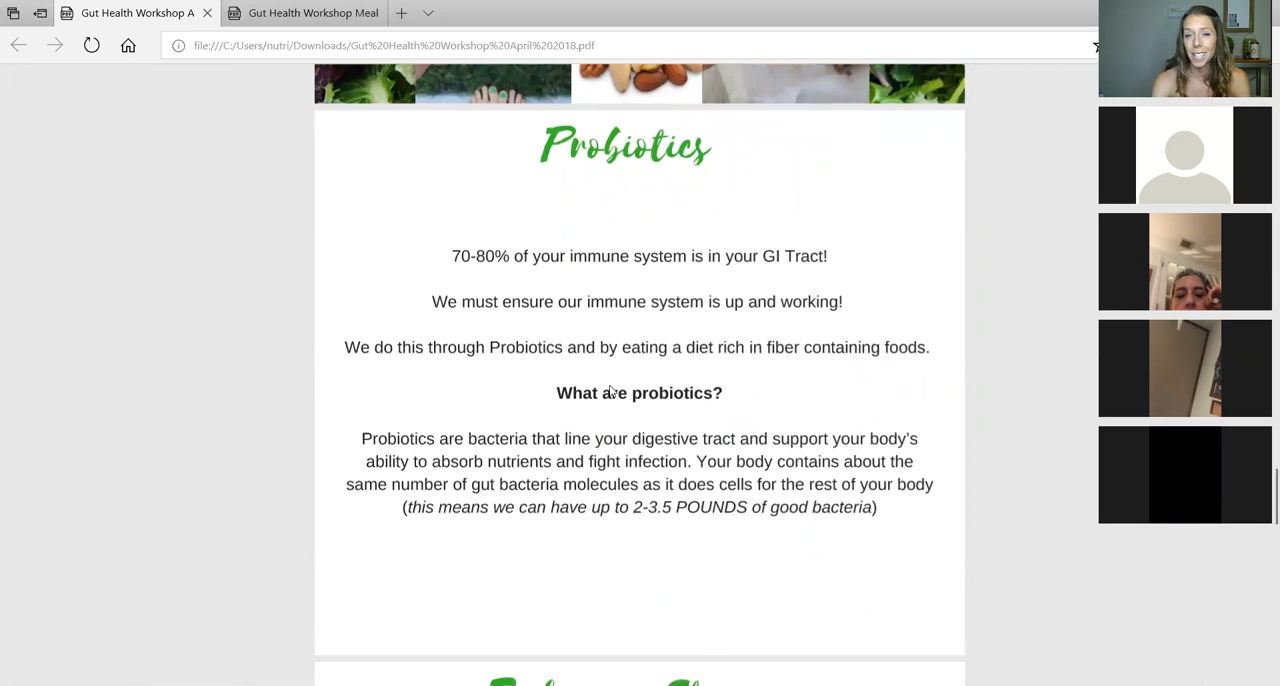 Gut Health Workshop A
Gut Health Workshop Meal
file:///C:/Users/nutri/Downloads/Gut%20Health%20Workshop%20April%202018.pdf
Probiotics
70-80% of your immune system is in your GI Tract!
We must ensure our immune system is up and working!
We do this through Probiotics and by eating a diet rich in fiber containing foods.
What are probiotics?
Probiotics are bacteria that line your digestive tract and support your body's
ability to absorb nutrients and fight infection. Your body contains about the
same number of gut bacteria molecules as it does cells for the rest of your body
(this means we can have up to 2-3.5 POUNDS of good bacteria)